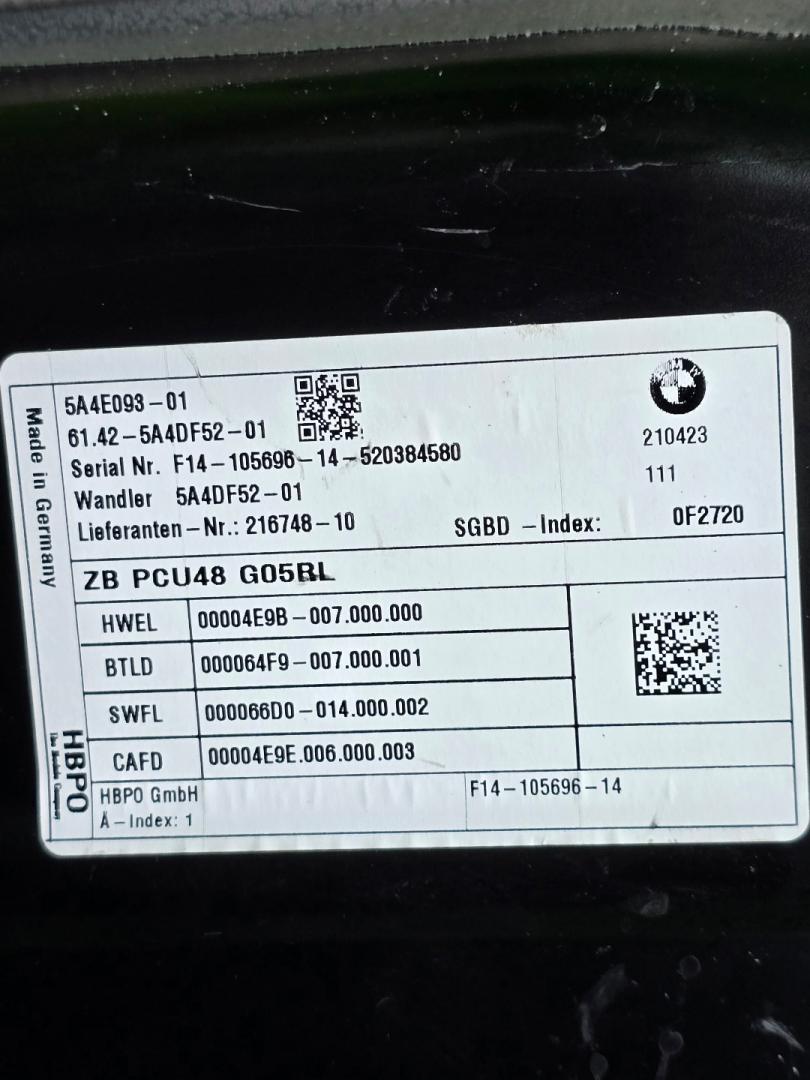 5A4E093-01
61.42-5A4DF52-01
Serial Nr. F14-105696-14-520384580
Wandler 5A4DF52-01
Lieferanten-Nr.: 216748-10
BMW
210423
111
SGBD -Index: 0F2720
Made in Germany
ZB PCU48 G05BL
HWEL 00004E9B-007.000.000
BTLD 000064F9-007.000.001
SWFL 000066D0-014.000.002
CAFD 00004E9E.006.000.003
HBPO
HBPO GmbH
Ä-Index: 1
F14-105696-14